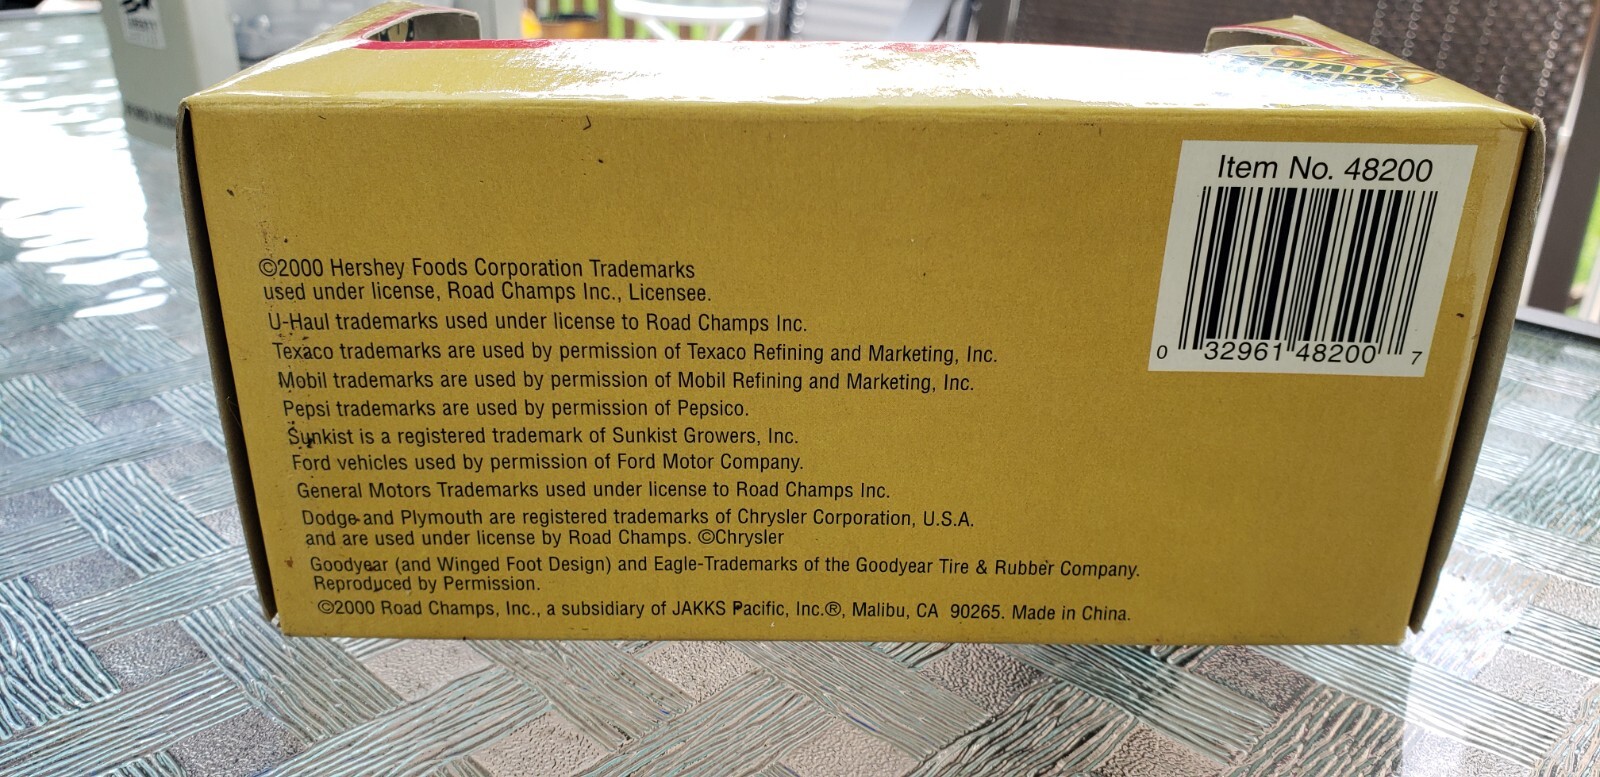 Item No. 48200
0 32961 48200 7
©2000 Hershey Foods Corporation Trademarks
used under license, Road Champs Inc., Licensee.
U-Haul trademarks used under license to Road Champs Inc.
Texaco trademarks are used by permission of Texaco Refining and Marketing, Inc.
Mobil trademarks are used by permission of Mobil Refining and Marketing, Inc.
Pepsi trademarks are used by permission of Pepsico.
Sunkist is a registered trademark of Sunkist Growers, Inc.
Ford vehicles used by permission of Ford Motor Company.
General Motors Trademarks used under license to Road Champs Inc.
Dodge and Plymouth are registered trademarks of Chrysler Corporation, U.S.A.
and are used under license by Road Champs. ©Chrysler
Goodyear (and Winged Foot Design) and Eagle-Trademarks of the Goodyear Tire & Rubber Company.
Reproduced by Permission.
©2000 Road Champs, Inc., a subsidiary of JAKKS Pacific, Inc.®, Malibu, CA 90265. Made in China.